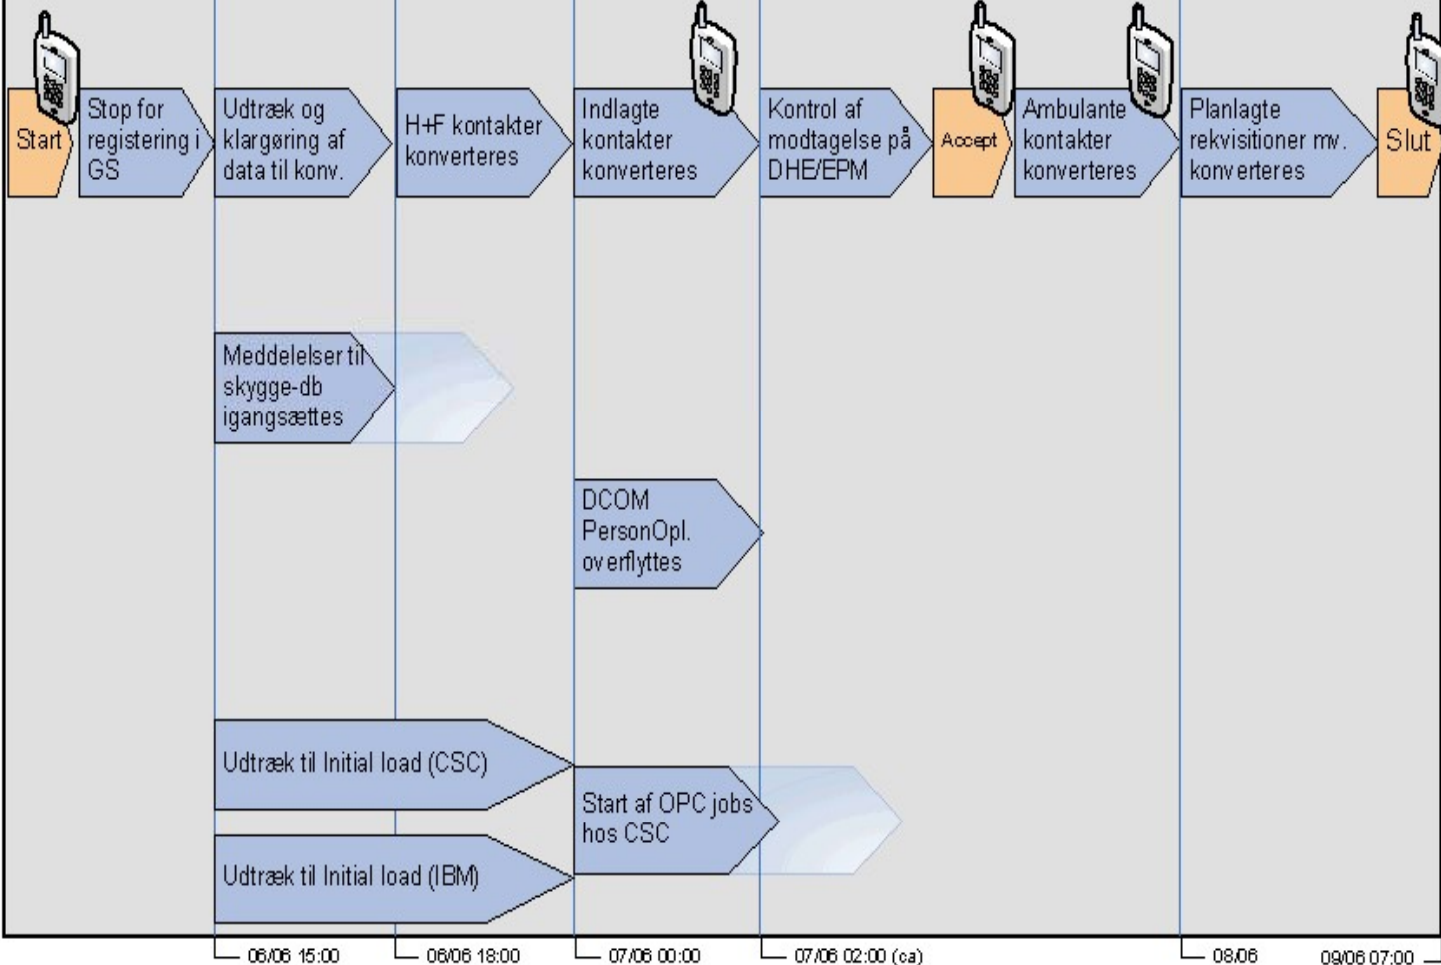 Start
Stop for
registering i
GS
Udtræk og
klargøring af
data til konv.
H+F kontakter
konverteres
Indlagte
kontakter
konverteres
Kontrol af
modtagelse på
DHE/EPM
Accept
Ambulante
kontakter
konverteres
Planlagte
rekvisitioner mv.
konverteres
Slut
Meddelelser til
skygge-db
igangsættes
DCOM
PersonOpl.
overflyttes
Udtræk til Initial load (CSC)
Start af OPC jobs
hos CSC
Udtræk til Initial load (IBM)
06/06 15:00
06/06 18:00
07/06 00:00
07/06 02:00 (ca)
08/06
09/06 07:00